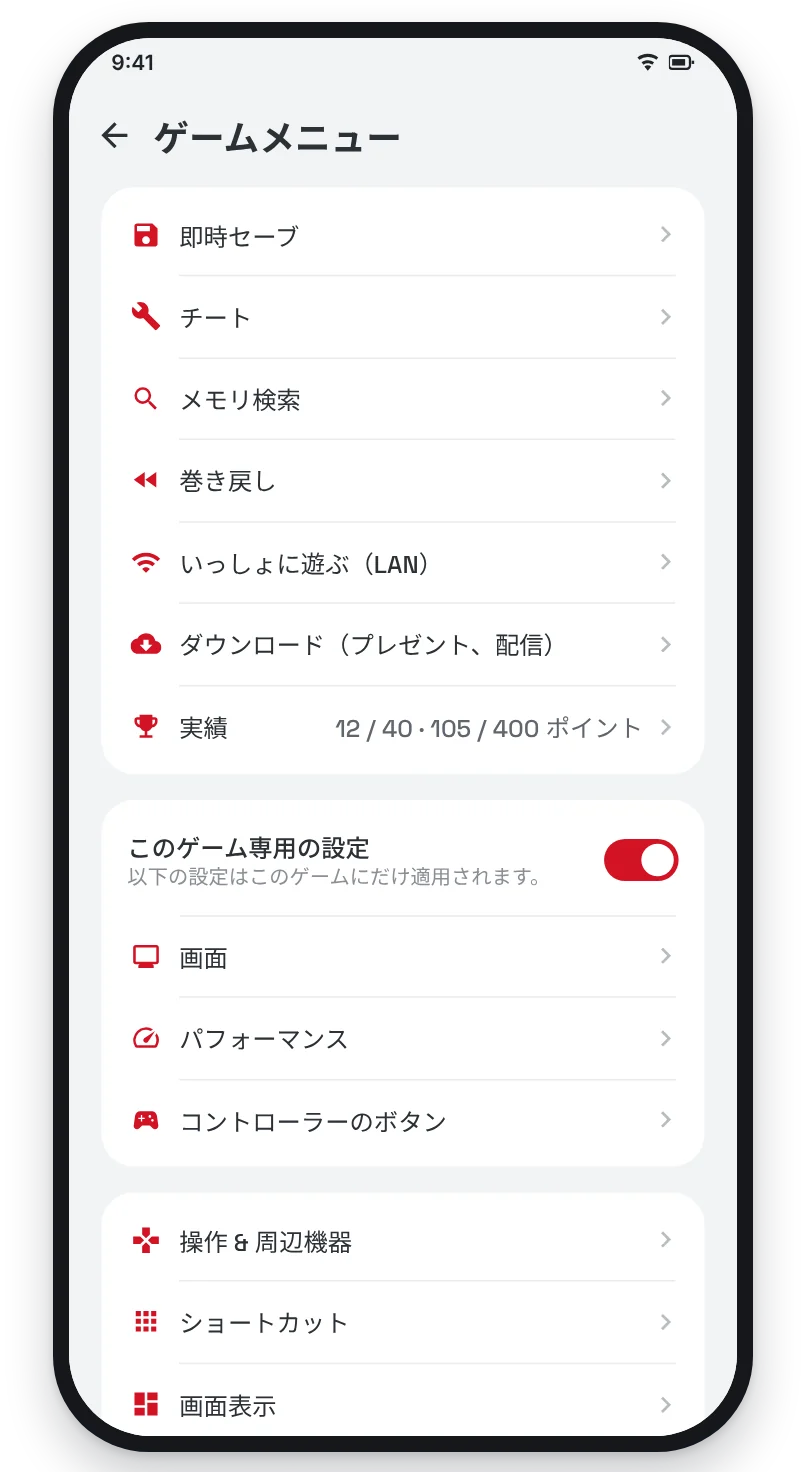 9:41
ゲームメニュー
即時セーブ
チート
メモリ検索
巻き戻し
いっしょに遊ぶ（LAN）
ダウンロード（プレゼント、配信）
実績 12 / 40 · 105 / 400 ポイント
このゲーム専用の設定
以下の設定はこのゲームにだけ適用されます。
画面
パフォーマンス
コントローラーのボタン
操作 & 周辺機器
ショートカット
画面表示